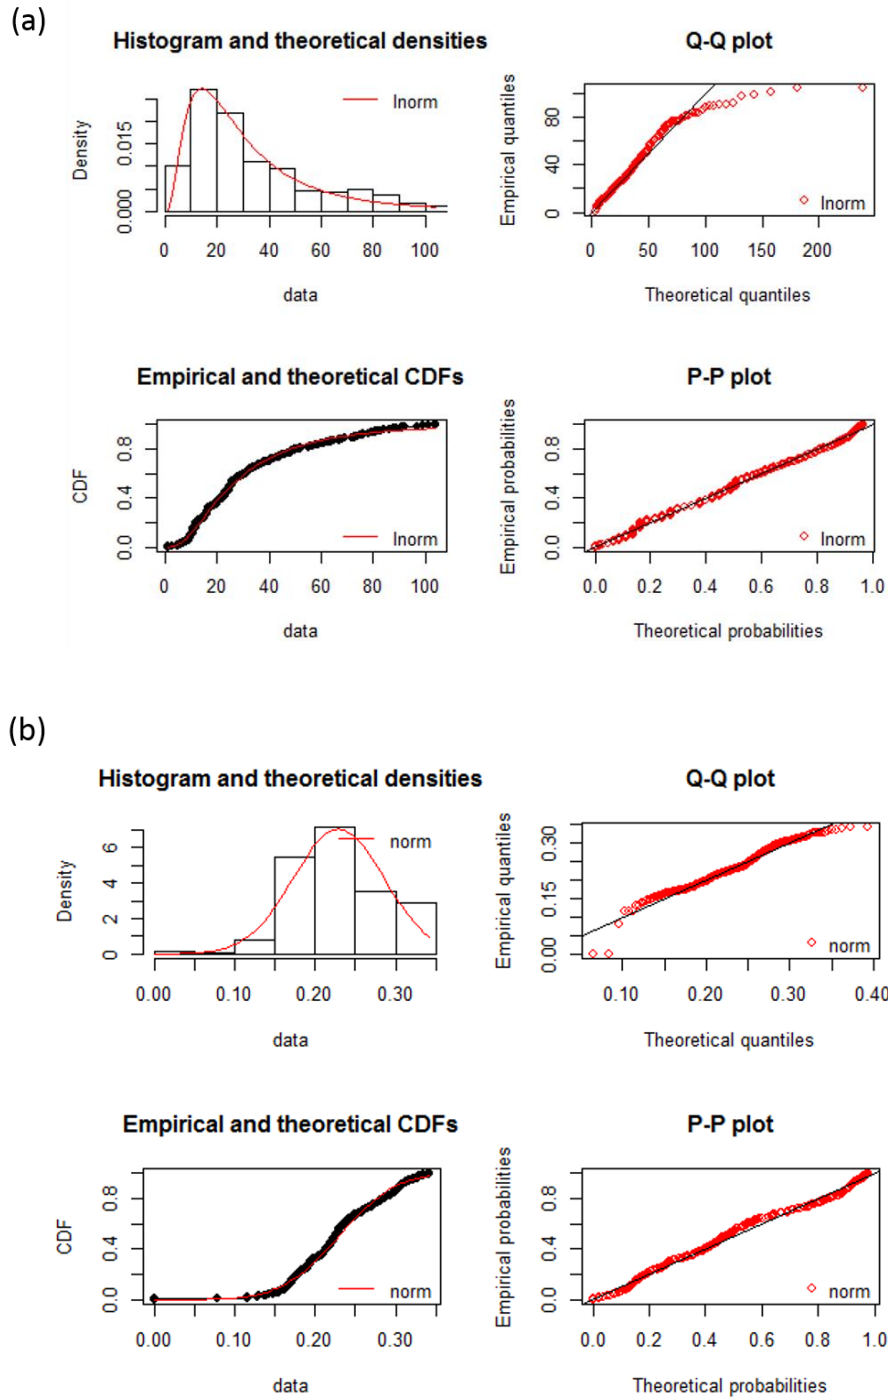 (a)
Histogram and theoretical densities
Density
0.000 0.015
lnorm
0 20 40 60 80 100
data
Q-Q plot
Empirical quantiles
0 40 80
lnorm
0 50 100 150 200
Theoretical quantiles
Empirical and theoretical CDFs
CDF
0.0 0.4 0.8
lnorm
0 20 40 60 80 100
data
P-P plot
Empirical probabilities
0.0 0.4 0.8
lnorm
0.0 0.2 0.4 0.6 0.8 1.0
Theoretical probabilities
(b)
Histogram and theoretical densities
Density
0 2 4 6
norm
0.00 0.10 0.20 0.30
data
Q-Q plot
Empirical quantiles
0.00 0.15 0.30
norm
0.10 0.20 0.30 0.40
Theoretical quantiles
Empirical and theoretical CDFs
CDF
0.0 0.4 0.8
norm
0.00 0.10 0.20 0.30
data
P-P plot
Empirical probabilities
0.0 0.4 0.8
norm
0.0 0.2 0.4 0.6 0.8 1.0
Theoretical probabilities